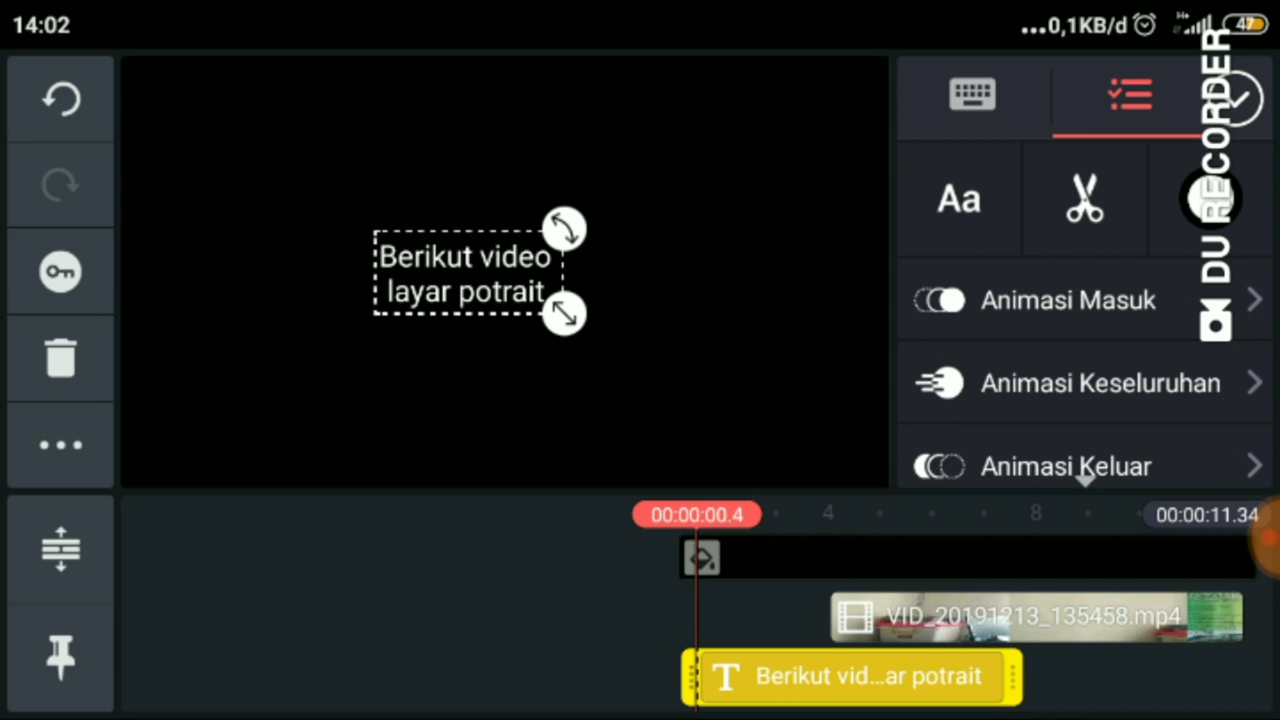 14:02
...0,1KB/d
H+
47
Berikut video
layar potrait
Aa
DU RECORDER
Animasi Masuk
Animasi Keseluruhan
Animasi Keluar
00:00:00.4
4
8
00:00:11.34
VID_20191213_135458.mp4
T
Berikut vid...ar potrait